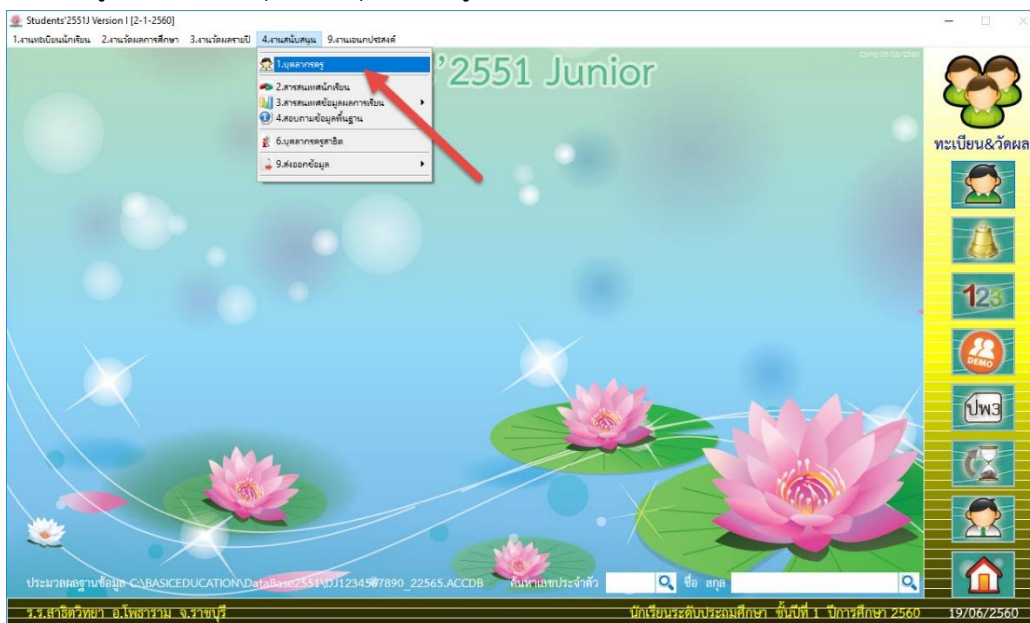 Students'2551J Version I [2-1-2560]
1.งานทะเบียนนักเรียน 2.งานวัดผลการศึกษา 3.งานวัดผลรายปี 4.งานสนับสนุน 9.งานเอนกประสงค์
1.บุคลากรครู
'2551 Junior
2.สารสนเทศนักเรียน
3.สารสนเทศข้อมูลผลการเรียน
4.สอบถามข้อมูลพื้นฐาน
6.บุคลากรครูสาธิต
9.ส่งออกข้อมูล
ทะเบียน&วัดผล
123
DEMO
ปพ3
ประมวลผลฐานข้อมูล C:\BASICEDUCATION\DataBase2551\DJ1234567890_22565.ACCDB ค้นหาเลขประจำตัว ชื่อ สกุล
ร.ร.สาธิตวิทยา อ.โพธาราม จ.ราชบุรี นักเรียนระดับประถมศึกษา ชั้นปีที่ 1 ปีการศึกษา 2560 19/06/2560